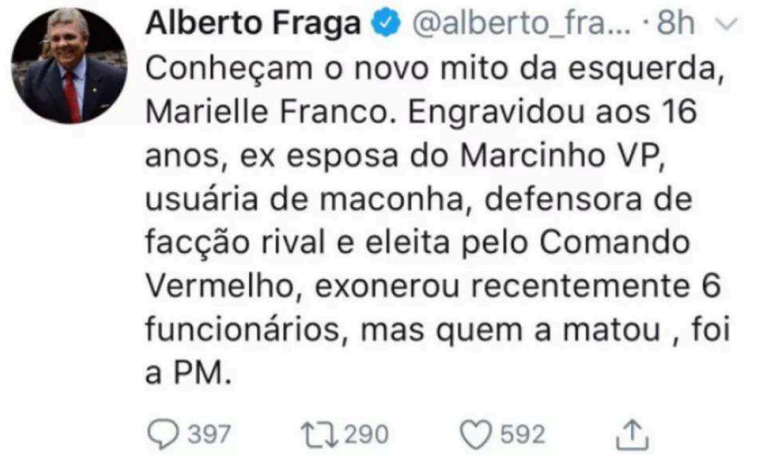 Alberto Fraga @alberto_fra... · 8h
Conheçam o novo mito da esquerda,
Marielle Franco. Engravidou aos 16
anos, ex esposa do Marcinho VP,
usuária de maconha, defensora de
facção rival e eleita pelo Comando
Vermelho, exonerou recentemente 6
funcionários, mas quem a matou , foi
a PM.
397 290 592